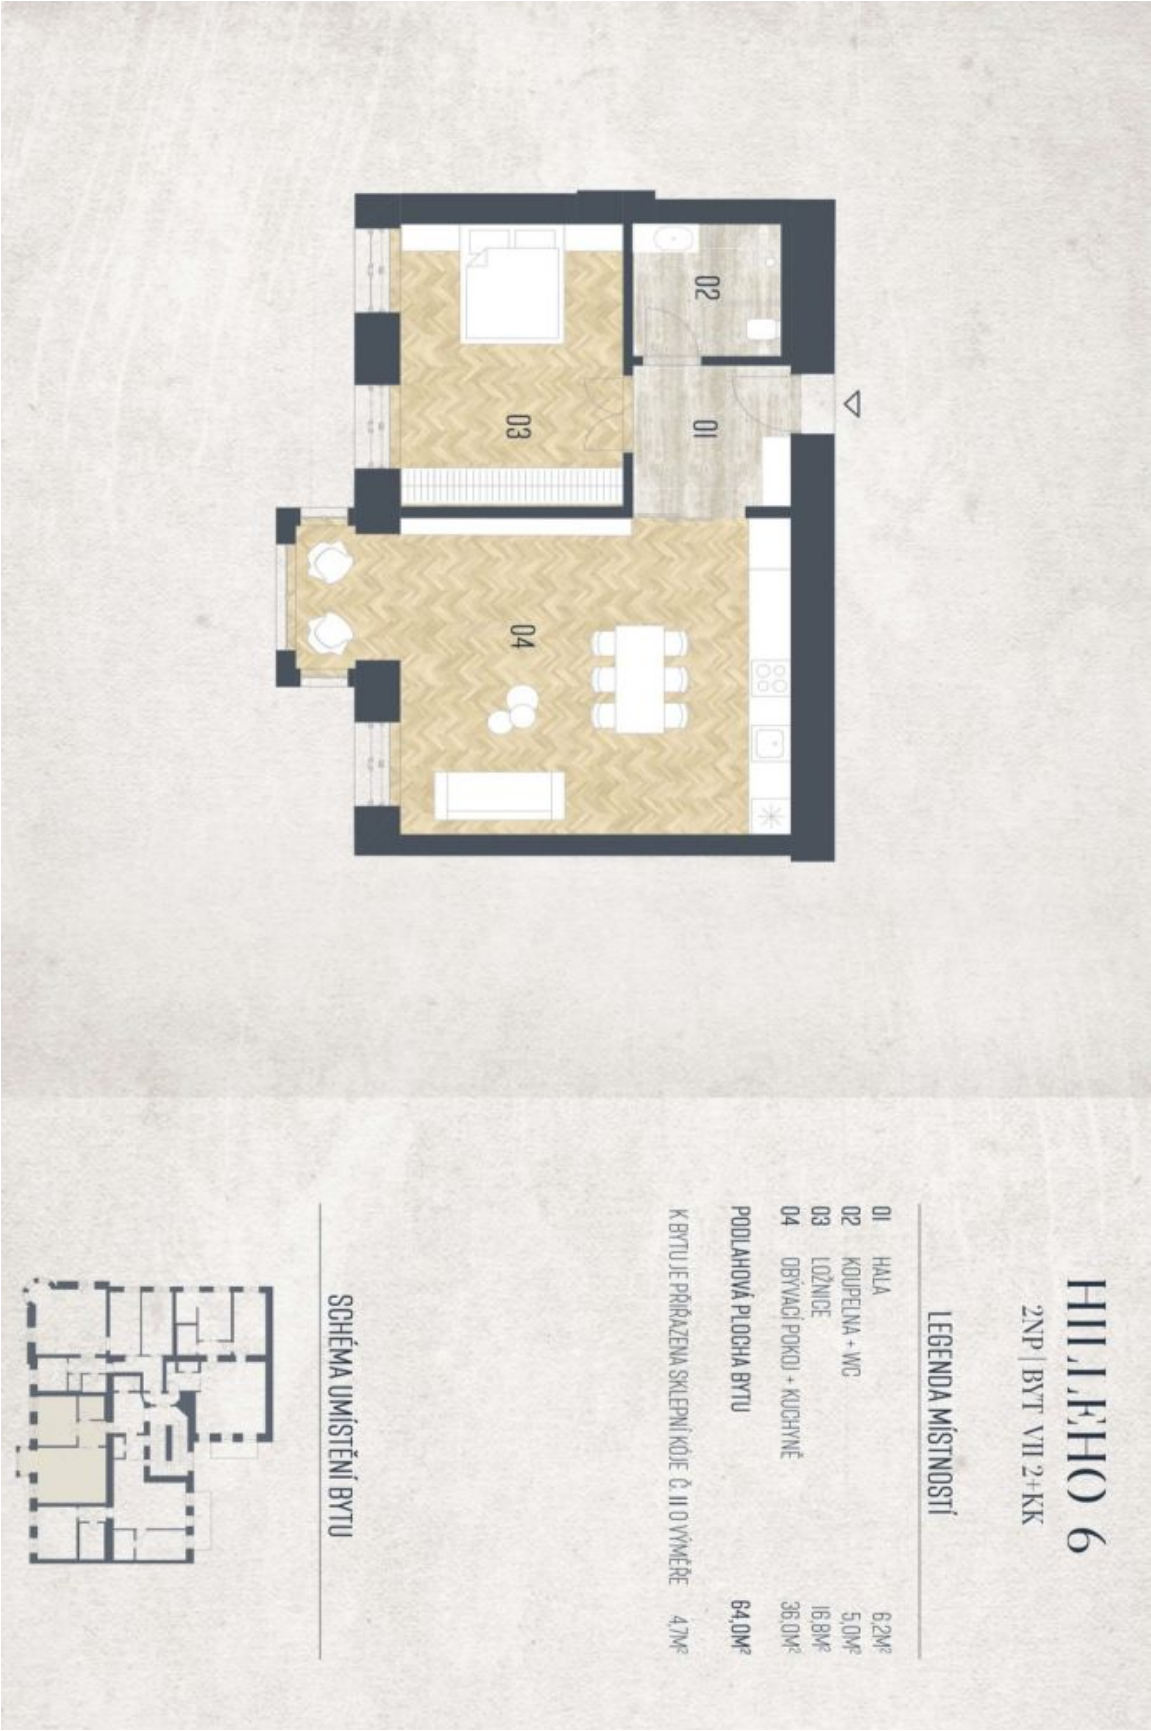 02
01
03
04
HILLEHO 6
2NP | BYT VII 2+KK
LEGENDA MÍSTNOSTÍ
01 HALA 6,2M²
02 KOUPELNA + WC 5,0M²
03 LOŽNICE 16,8M²
04 OBÝVACÍ POKOJ + KUCHYNĚ 36,0M²
PODLAHOVÁ PLOCHA BYTU 64,0M²
K BYTU JE PŘIŘAZENA SKLEPNÍ KÓJE Č. 11 O VÝMĚŘE 4,7M²
SCHÉMA UMÍSTĚNÍ BYTU